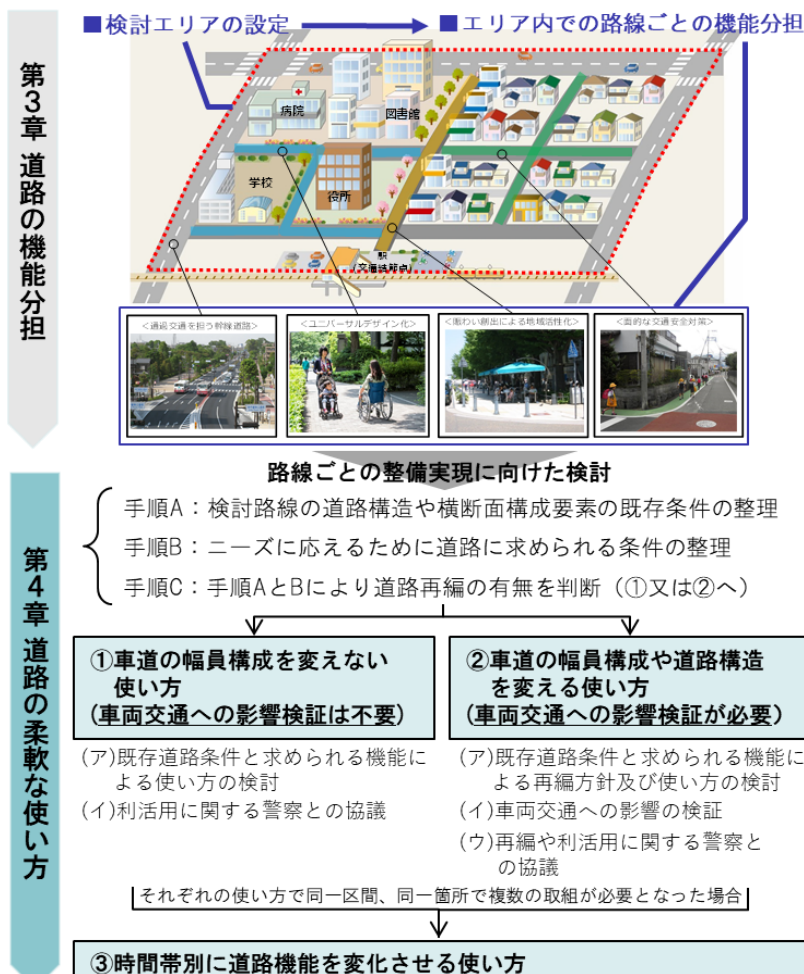 ■検討エリアの設定
■エリア内での路線ごとの機能分担
第3章 道路の機能分担
病院
図書館
学校
役所
駅
(交通結節点)
<通過交通を担う幹線道路>
<ユニバーサルデザイン化>
<賑わい創出による地域活性化>
<面的な交通安全対策>
路線ごとの整備実現に向けた検討
第4章 道路の柔軟な使い方
手順A:検討路線の道路構造や横断面構成要素の既存条件の整理
手順B:ニーズに応えるために道路に求められる条件の整理
手順C:手順AとBにより道路再編の有無を判断(①又は②へ)
①車道の幅員構成を変えない
使い方
(車両交通への影響検証は不要)
(ア)既存道路条件と求められる機能に
よる使い方の検討
(イ)利活用に関する警察との協議
②車道の幅員構成や道路構造
を変える使い方
(車両交通への影響検証が必要)
(ア)既存道路条件と求められる機能に
よる再編方針及び使い方の検討
(イ)車両交通への影響の検証
(ウ)再編や利活用に関する警察と
の協議
それぞれの使い方で同一区間、同一箇所で複数の取組が必要となった場合
③時間帯別に道路機能を変化させる使い方